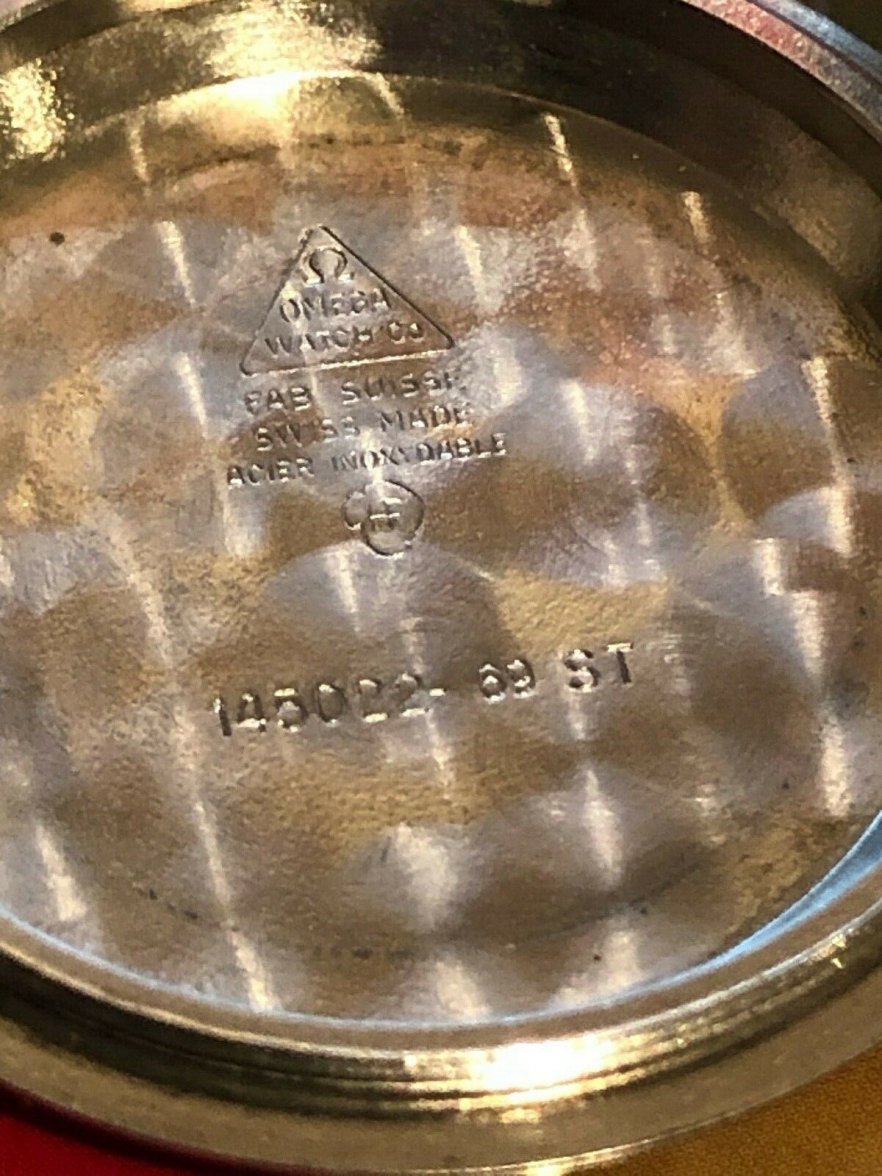 Ω
OMEGA
WATCH Co
FAB SUISSE
SWISS MADE
ACIER INOXYDABLE
145022- 69 ST